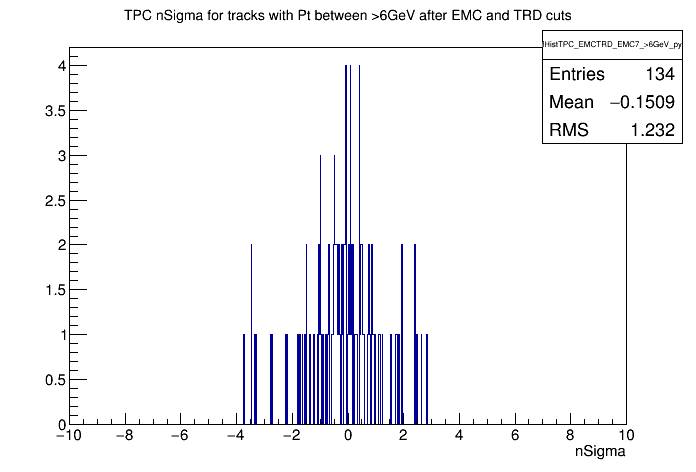 TPC nSigma for tracks with Pt between >6GeV after EMC and TRD cuts
HistTPC_EMCTRD_EMC7_>6GeV_py
Entries 134
Mean −0.1509
RMS 1.232
4
3.5
3
2.5
2
1.5
1
0.5
0
−10 −8 −6 −4 −2 0 2 4 6 8 10
nSigma